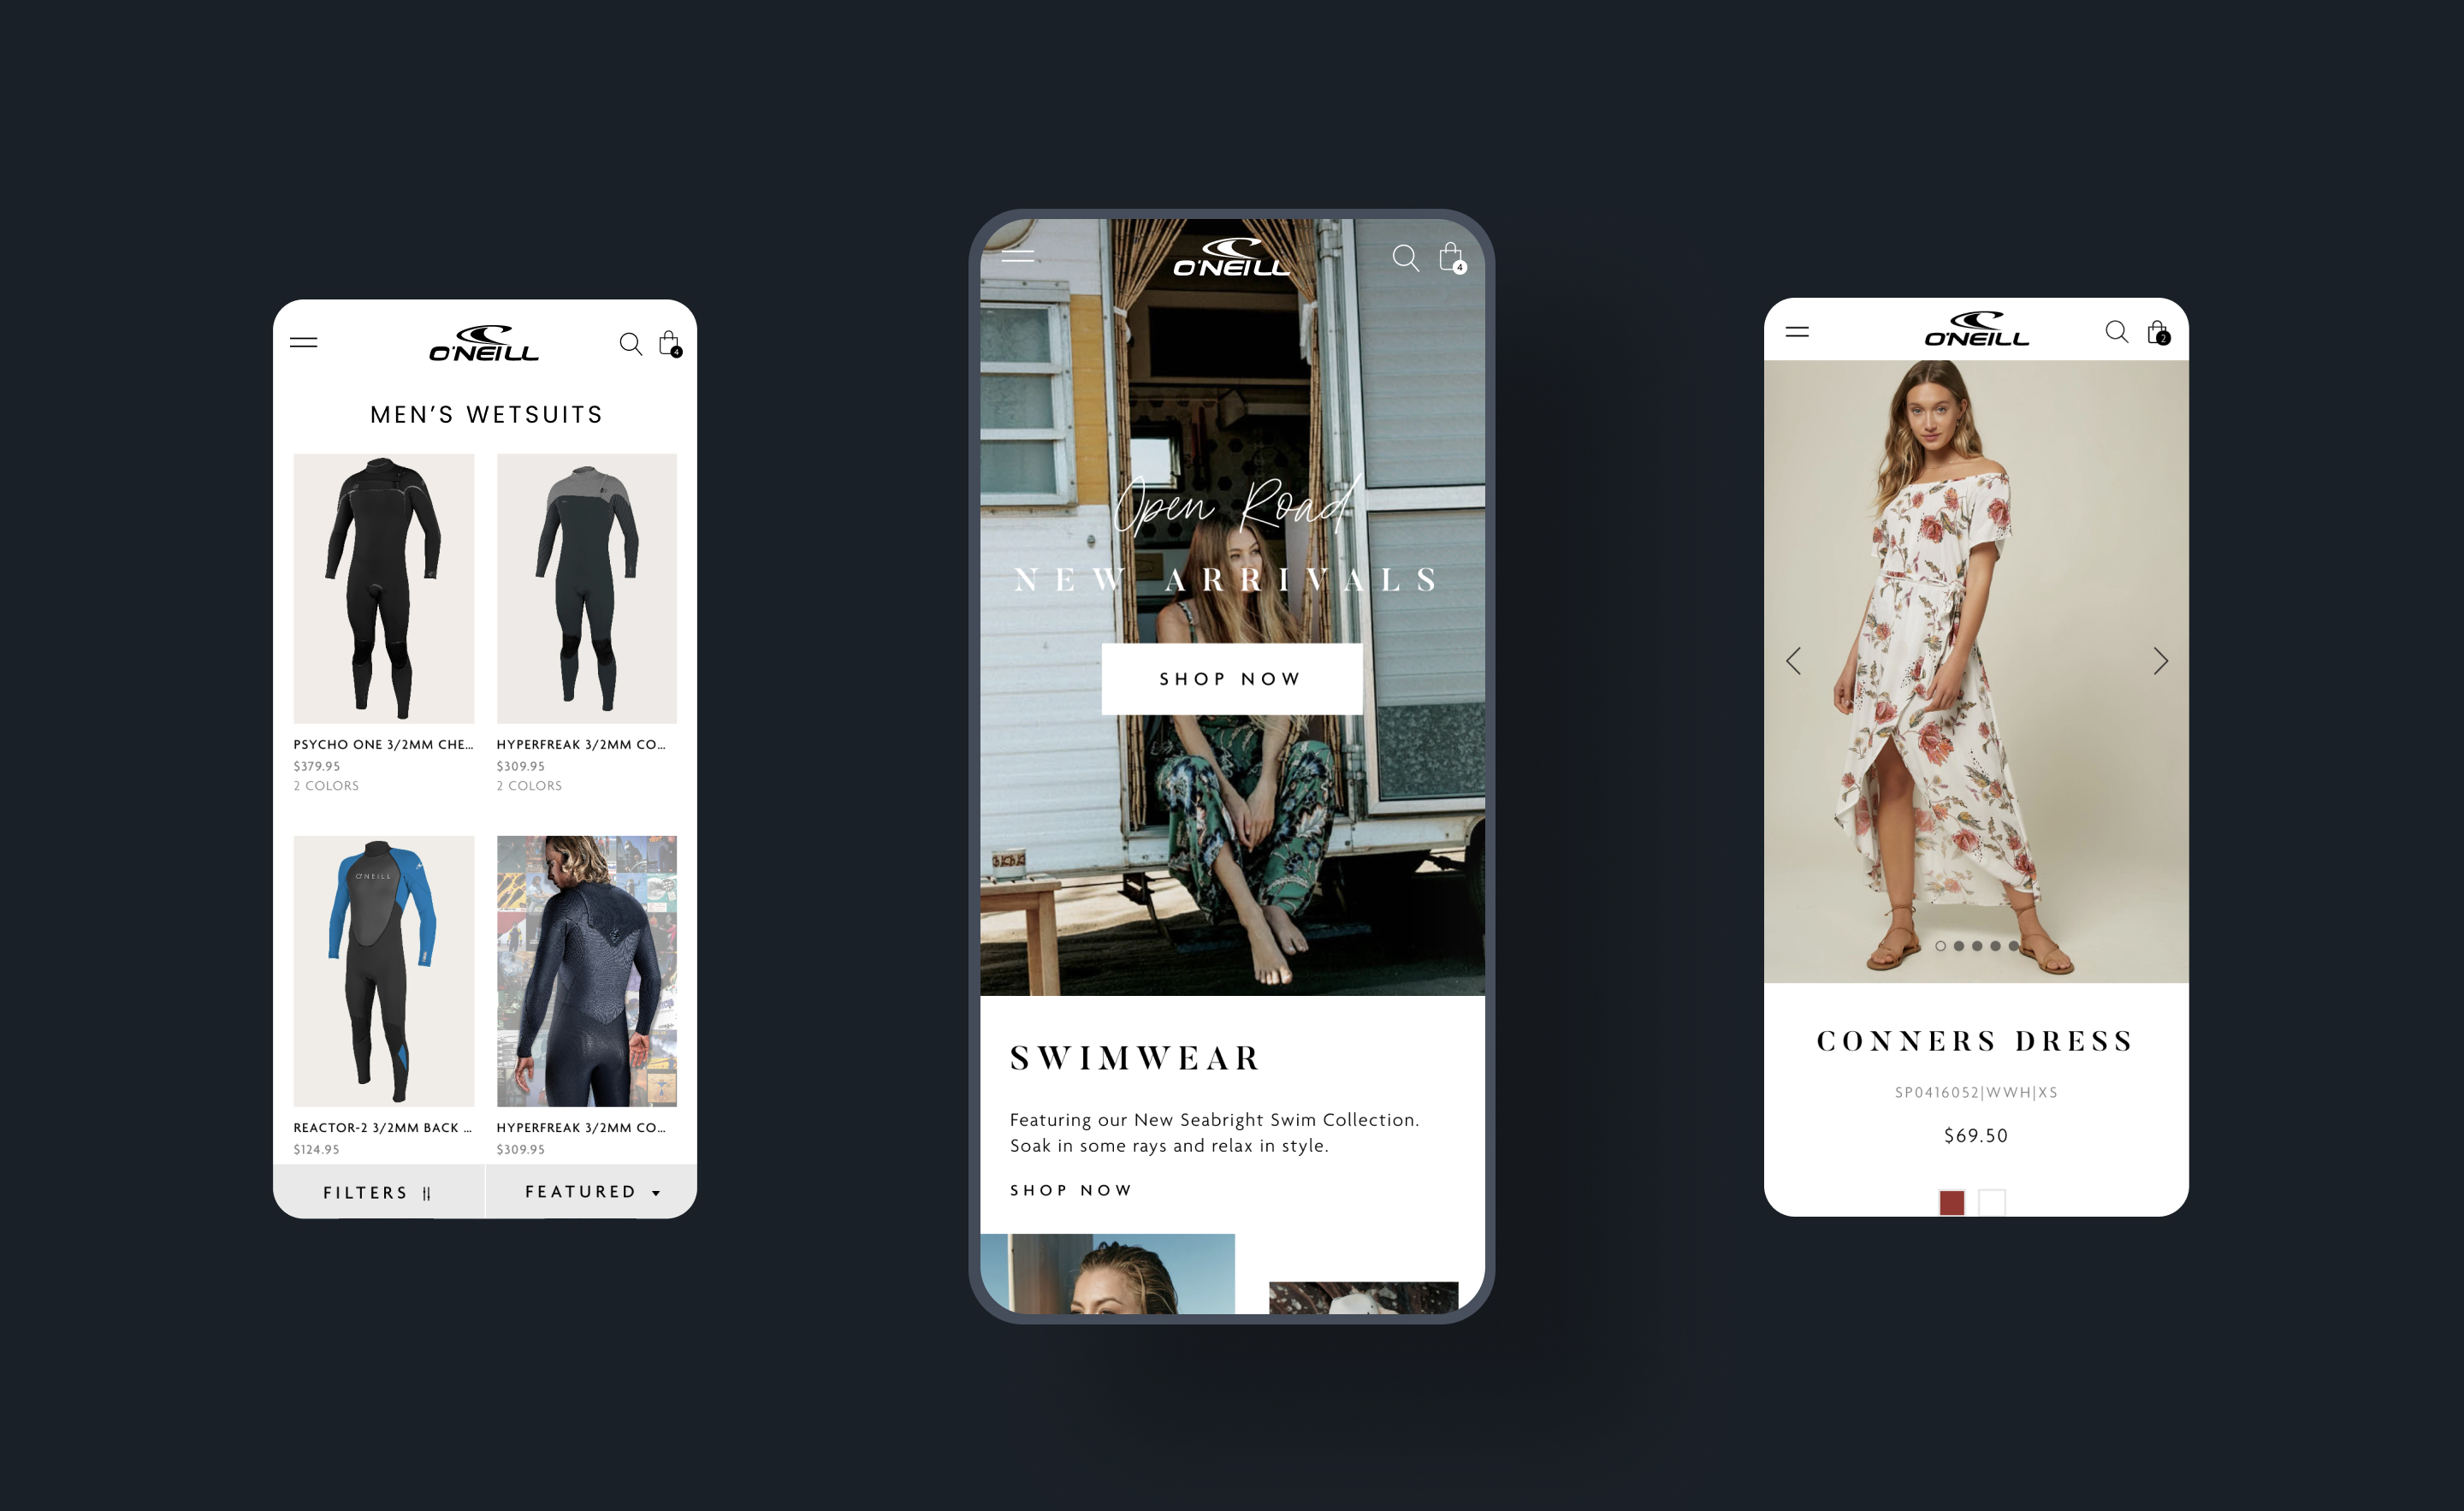 O'NEILL
4
MEN'S WETSUITS
PSYCHO ONE 3/2MM CHE...
$379.95
2 COLORS
HYPERFREAK 3/2MM CO...
$309.95
2 COLORS
O'NEILL
REACTOR-2 3/2MM BACK ...
$124.95
HYPERFREAK 3/2MM CO...
$309.95
FILTERS
FEATURED
O'NEILL
4
Open Road
NEW ARRIVALS
SHOP NOW
SWIMWEAR
Featuring our New Seabright Swim Collection.
Soak in some rays and relax in style.
SHOP NOW
O'NEILL
2
CONNERS DRESS
SP0416052|WWH|XS
$69.50